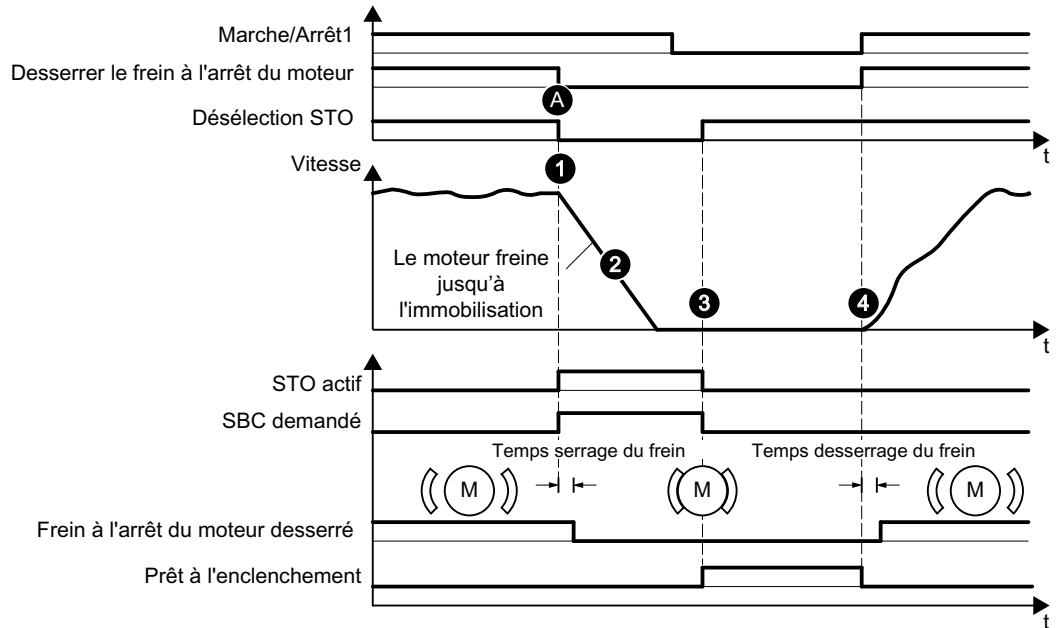 Marche/Arrêt1
Desserrer le frein à l'arrêt du moteur
A
Désélection STO
t
Vitesse
1
Le moteur freine
jusqu'à
l'immobilisation
2
3
4
t
STO actif
SBC demandé
Temps serrage du frein
Temps desserrage du frein
M
M
M
Frein à l'arrêt du moteur desserré
Prêt à l'enclenchement
t